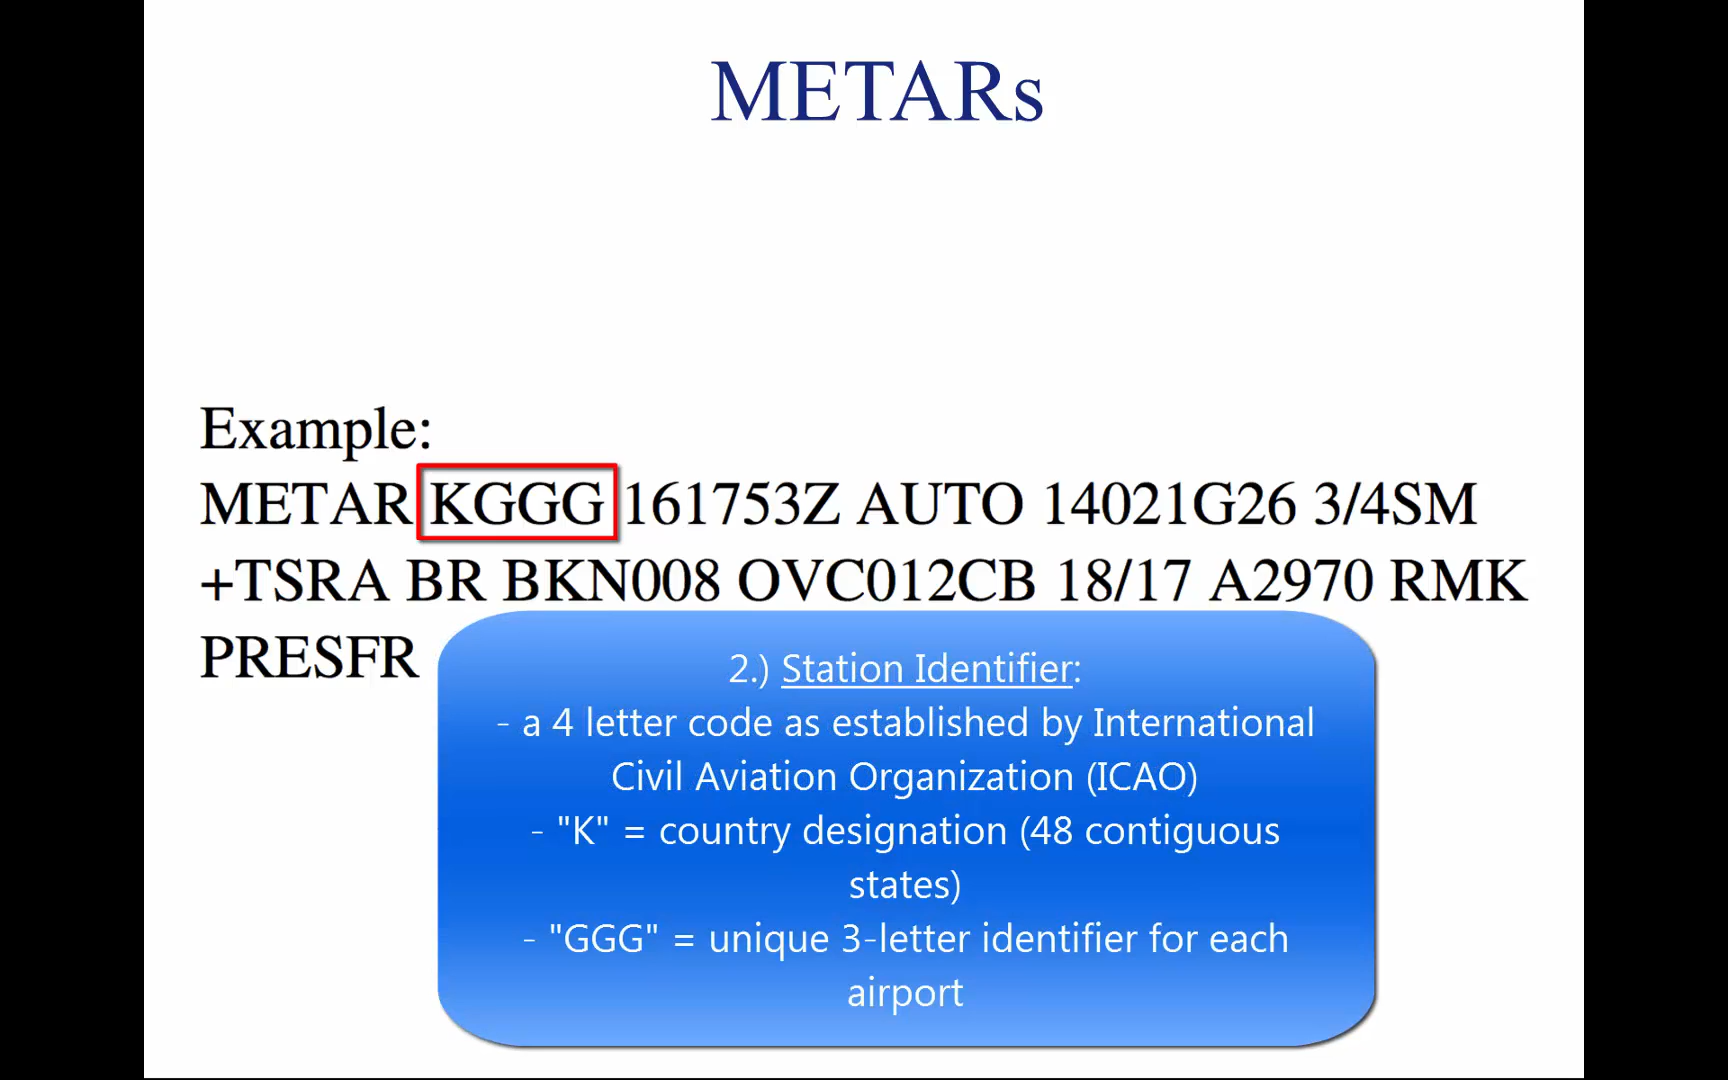 METARs
Example:
METAR KGGG 161753Z AUTO 14021G26 3/4SM
+TSRA BR BKN008 OVC012CB 18/17 A2970 RMK
PRESFR
2.) Station Identifier:
- a 4 letter code as established by International
Civil Aviation Organization (ICAO)
- "K" = country designation (48 contiguous
states)
- "GGG" = unique 3-letter identifier for each
airport